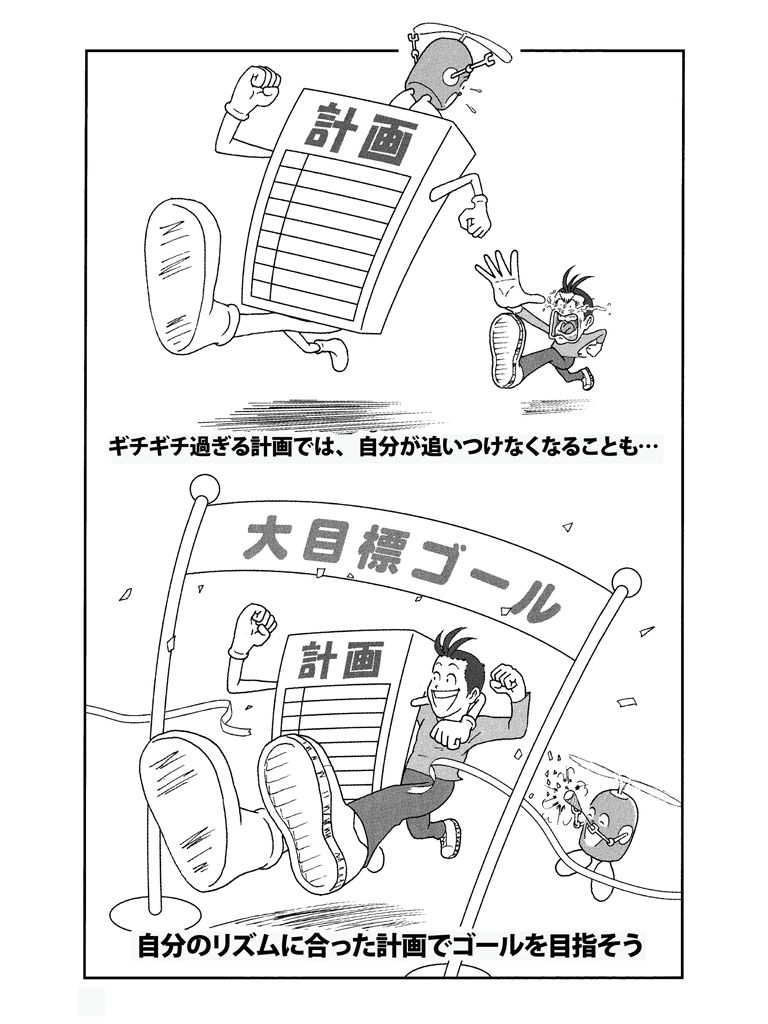 計画
ギチギチ過ぎる計画では、自分が追いつけなくなることも…
大目標ゴール
計画
自分のリズムに合った計画でゴールを目指そう